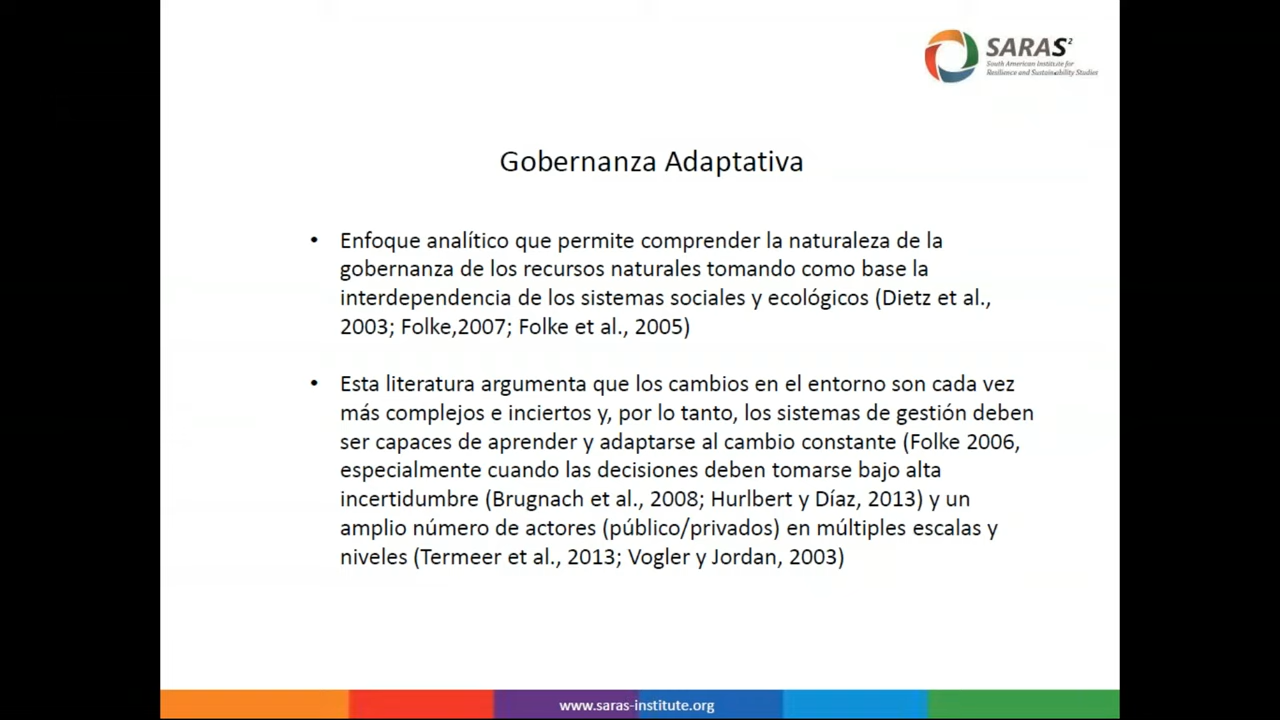 SARAS²
South American Institute for
Resilience and Sustainability Studies
Gobernanza Adaptativa
• Enfoque analítico que permite comprender la naturaleza de la
gobernanza de los recursos naturales tomando como base la
interdependencia de los sistemas sociales y ecológicos (Dietz et al.,
2003; Folke,2007; Folke et al., 2005)
• Esta literatura argumenta que los cambios en el entorno son cada vez
más complejos e inciertos y, por lo tanto, los sistemas de gestión deben
ser capaces de aprender y adaptarse al cambio constante (Folke 2006,
especialmente cuando las decisiones deben tomarse bajo alta
incertidumbre (Brugnach et al., 2008; Hurlbert y Díaz, 2013) y un
amplio número de actores (público/privados) en múltiples escalas y
niveles (Termeer et al., 2013; Vogler y Jordan, 2003)
www.saras-institute.org